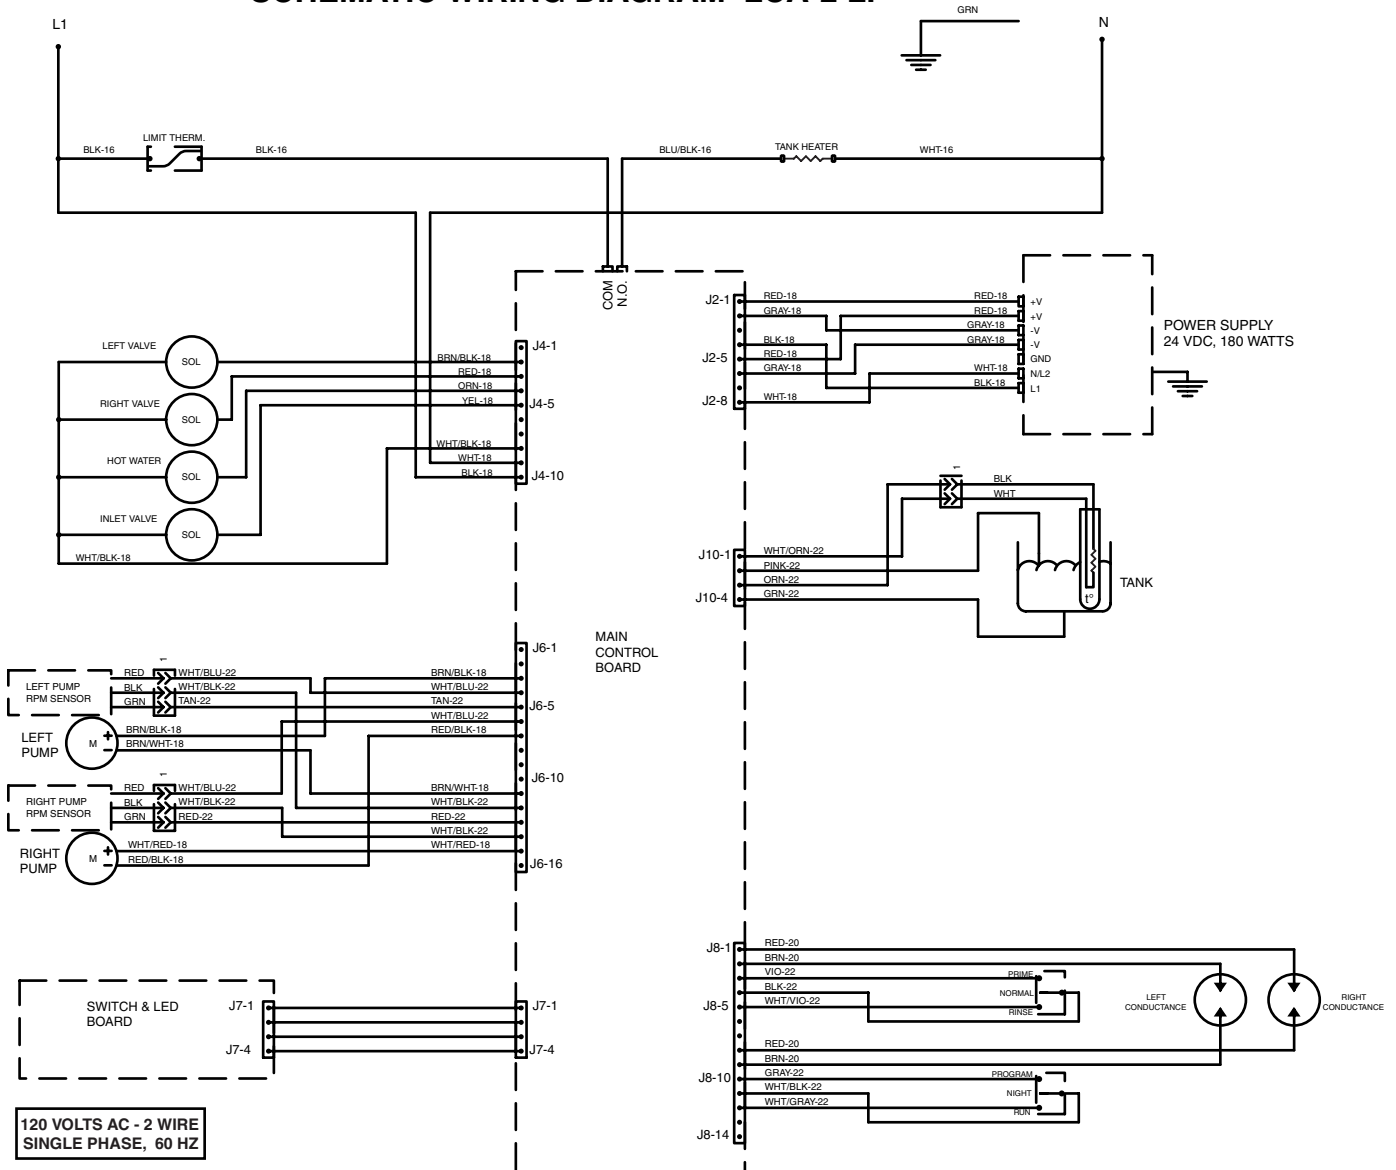 L1
GRN
N
LIMIT THERM.
BLK-16
BLK-16
BLU/BLK-16
TANK HEATER
WHT-16
COM
N.O.
J2-1
RED-18
GRAY-18
BLK-18
J2-5
RED-18
GRAY-18
J2-8
WHT-18
RED-18
RED-18
GRAY-18
GRAY-18
WHT-18
BLK-18
+V
+V
-V
-V
GND
N/L2
L1
POWER SUPPLY
24 VDC, 180 WATTS
LEFT VALVE
SOL
RIGHT VALVE
SOL
HOT WATER
SOL
INLET VALVE
SOL
WHT/BLK-18
BRN/BLK-18
RED-18
ORN-18
YEL-18
WHT/BLK-18
WHT-18
BLK-18
J4-1
J4-5
J4-10
1
BLK
WHT
J10-1
WHT/ORN-22
PINK-22
ORN-22
J10-4
GRN-22
t°
TANK
MAIN
CONTROL
BOARD
LEFT PUMP
RPM SENSOR
RED
BLK
GRN
1
WHT/BLU-22
WHT/BLK-22
TAN-22
LEFT
PUMP
M
+
−
BRN/BLK-18
BRN/WHT-18
RIGHT PUMP
RPM SENSOR
RED
BLK
GRN
1
WHT/BLU-22
WHT/BLK-22
RED-22
RIGHT
PUMP
M
+
−
WHT/RED-18
RED/BLK-18
BRN/BLK-18
WHT/BLU-22
TAN-22
WHT/BLU-22
RED/BLK-18
BRN/WHT-18
WHT/BLK-22
RED-22
WHT/BLK-22
WHT/RED-18
J6-1
J6-5
J6-10
J6-16
SWITCH & LED
BOARD
J7-1
J7-4
J7-1
J7-4
J8-1
RED-20
BRN-20
VIO-22
BLK-22
J8-5
WHT/VIO-22
RED-20
BRN-20
J8-10
GRAY-22
WHT/BLK-22
WHT/GRAY-22
J8-14
PRIME
NORMAL
RINSE
PROGRAM
NIGHT
RUN
LEFT
CONDUCTANCE
RIGHT
CONDUCTANCE
120 VOLTS AC - 2 WIRE
SINGLE PHASE, 60 HZ